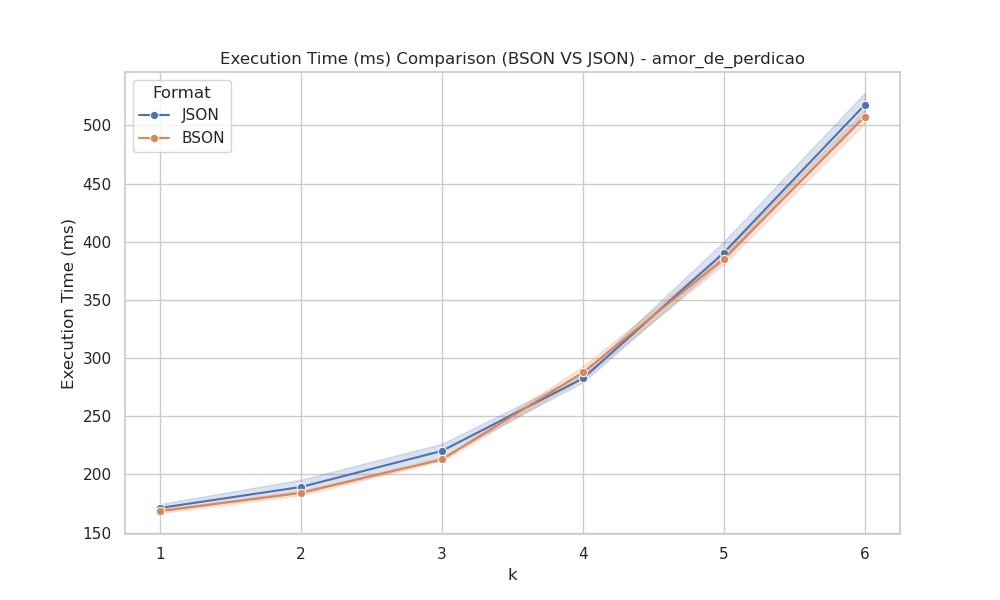 Execution Time (ms) Comparison (BSON VS JSON) - amor_de_perdicao
Format
JSON
BSON
500
450
400
350
300
250
200
150
Execution Time (ms)
1 2 3 4 5 6
k